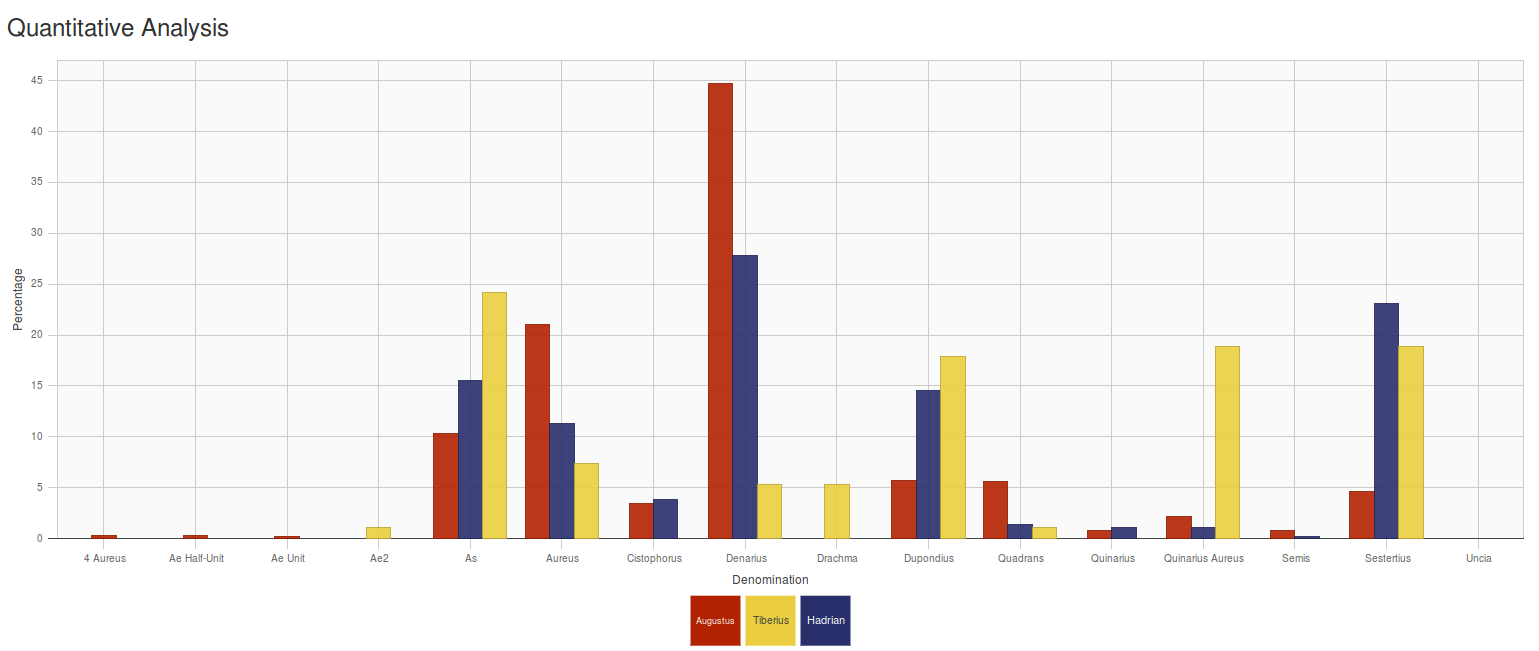 Quantitative Analysis
45
40
35
30
25
20
15
10
5
0
Percentage
4 Aureus Ae Half-Unit Ae Unit Ae2 As Aureus Cistophorus Denarius Drachma Dupondius Quadrans Quinarius Quinarius Aureus Semis Sestertius Uncia
Denomination
Augustus Tiberius Hadrian